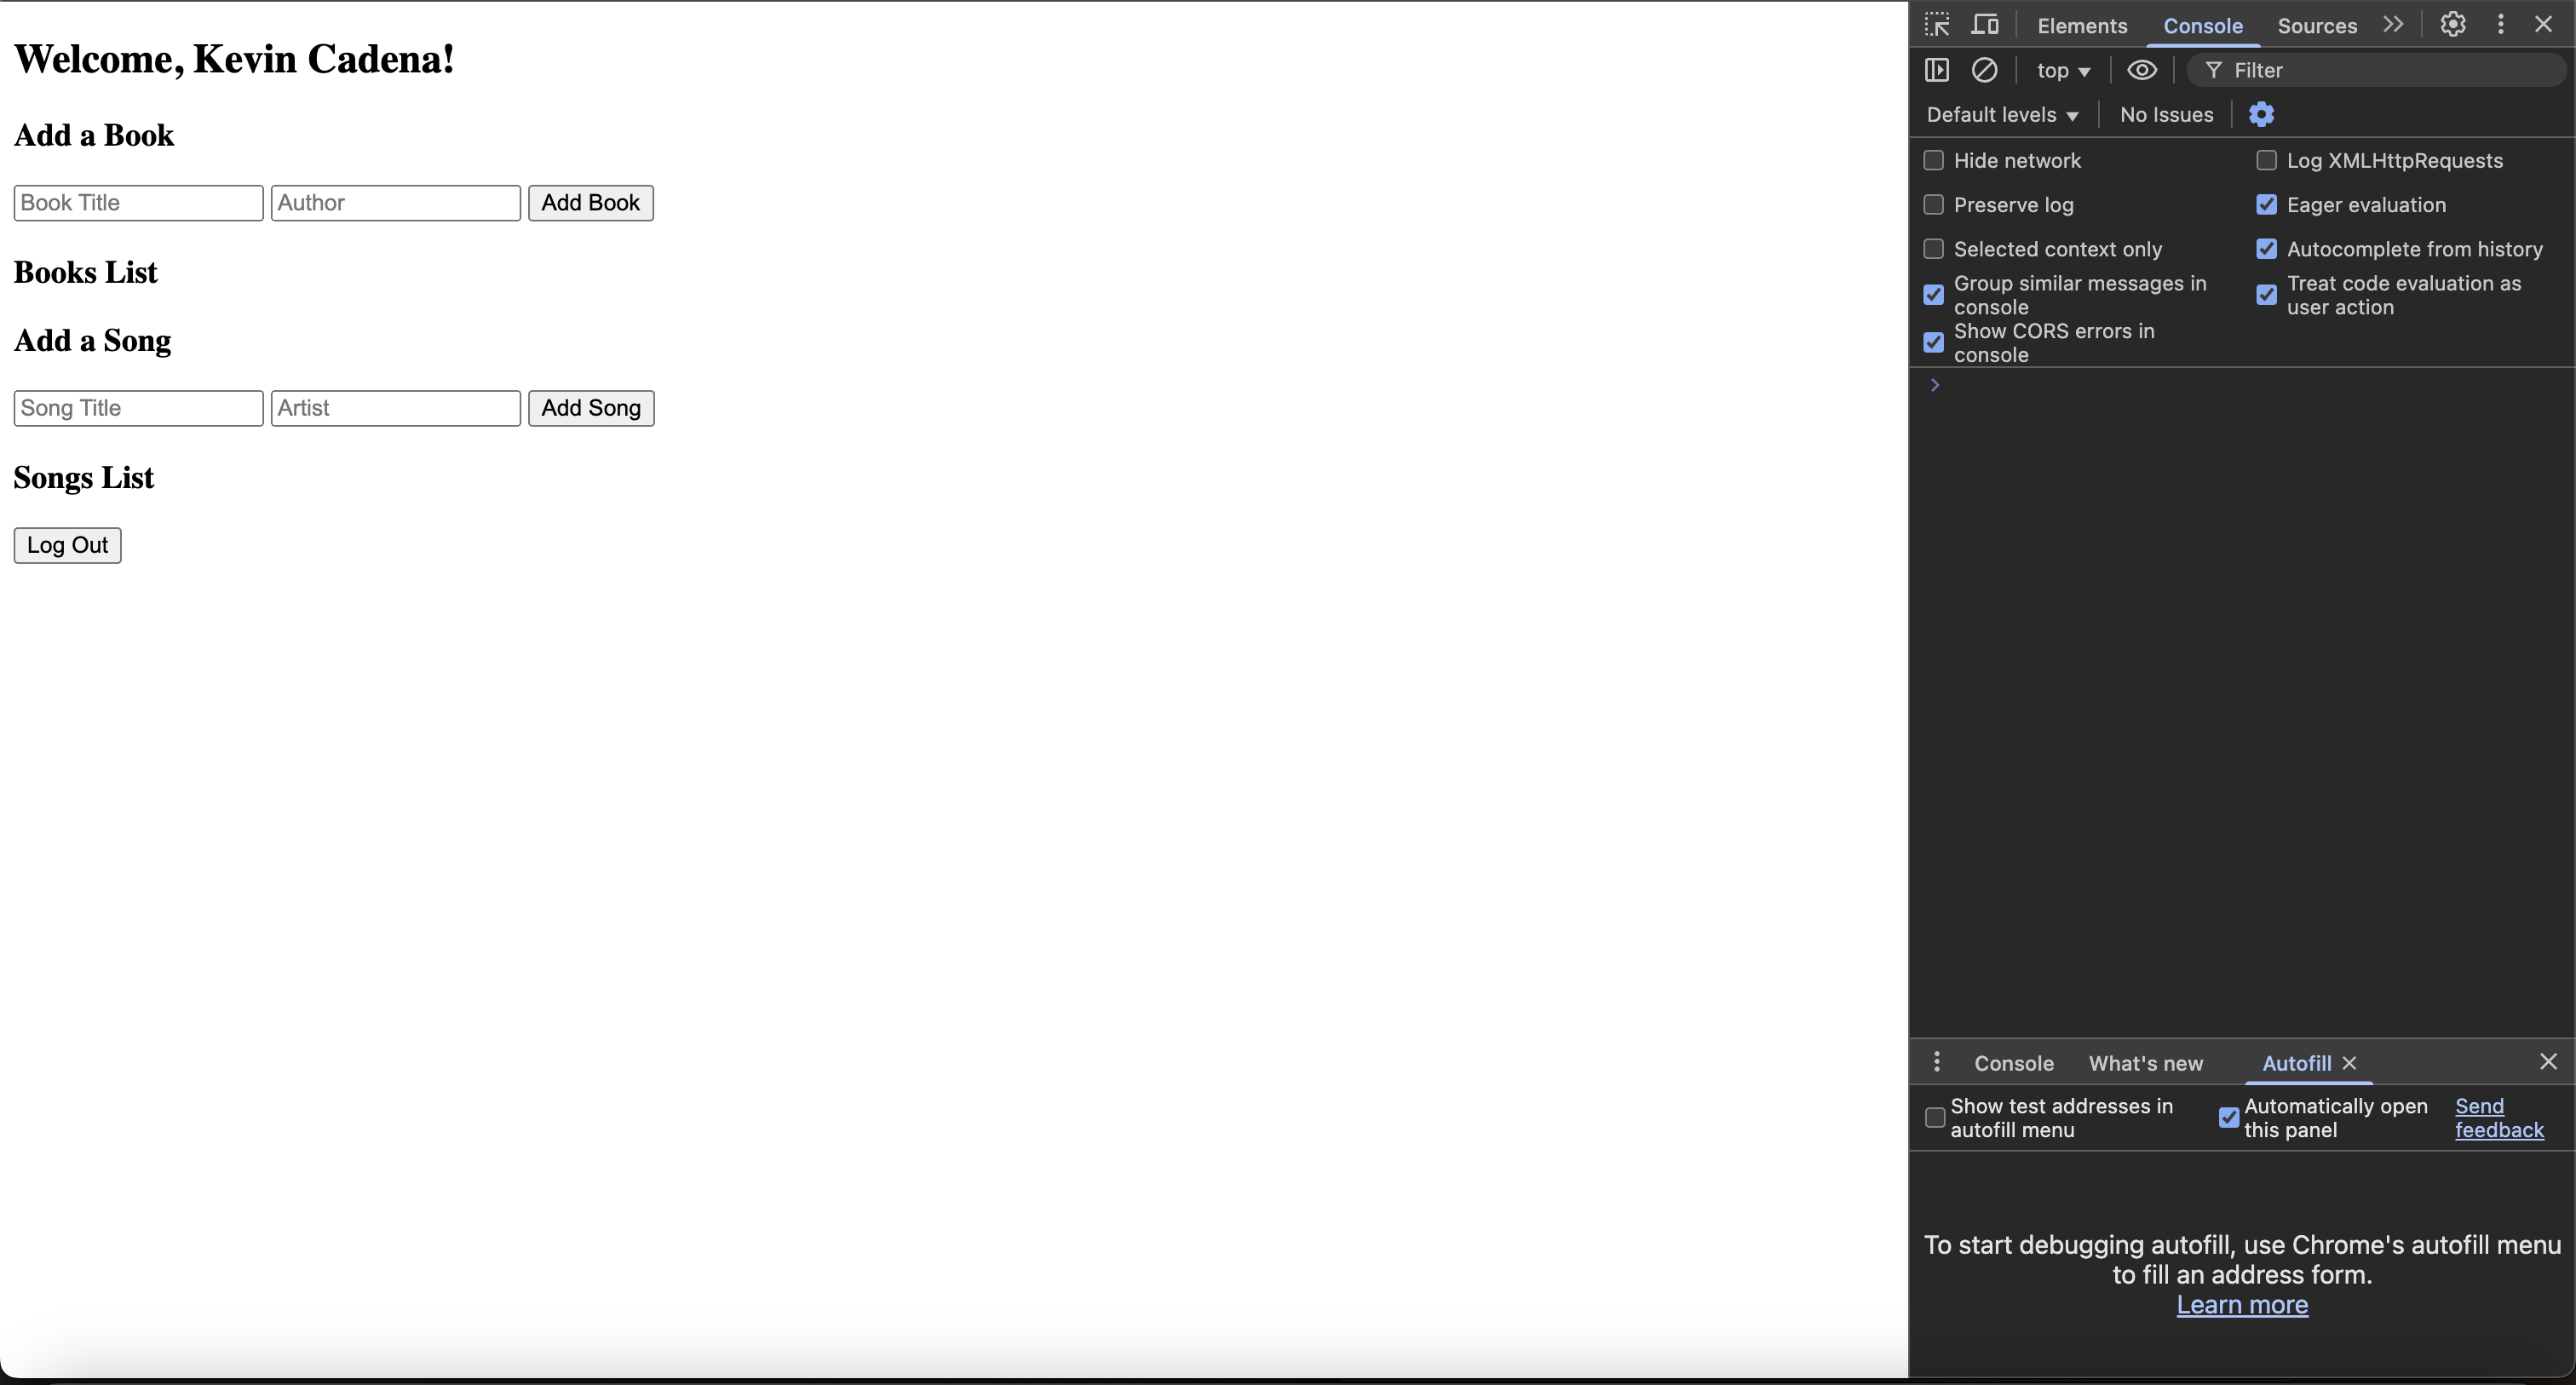 Welcome, Kevin Cadena!
Add a Book
Book Title Author Add Book
Books List
Add a Song
Song Title Artist Add Song
Songs List
Log Out
Elements Console Sources
top Filter
Default levels No Issues
Hide network Log XMLHttpRequests
Preserve log Eager evaluation
Selected context only Autocomplete from history
Group similar messages in
console
Treat code evaluation as
user action
Show CORS errors in
console
Console What's new Autofill
Show test addresses in
autofill menu
Automatically open
this panel
Send
feedback
To start debugging autofill, use Chrome's autofill menu
to fill an address form.
Learn more